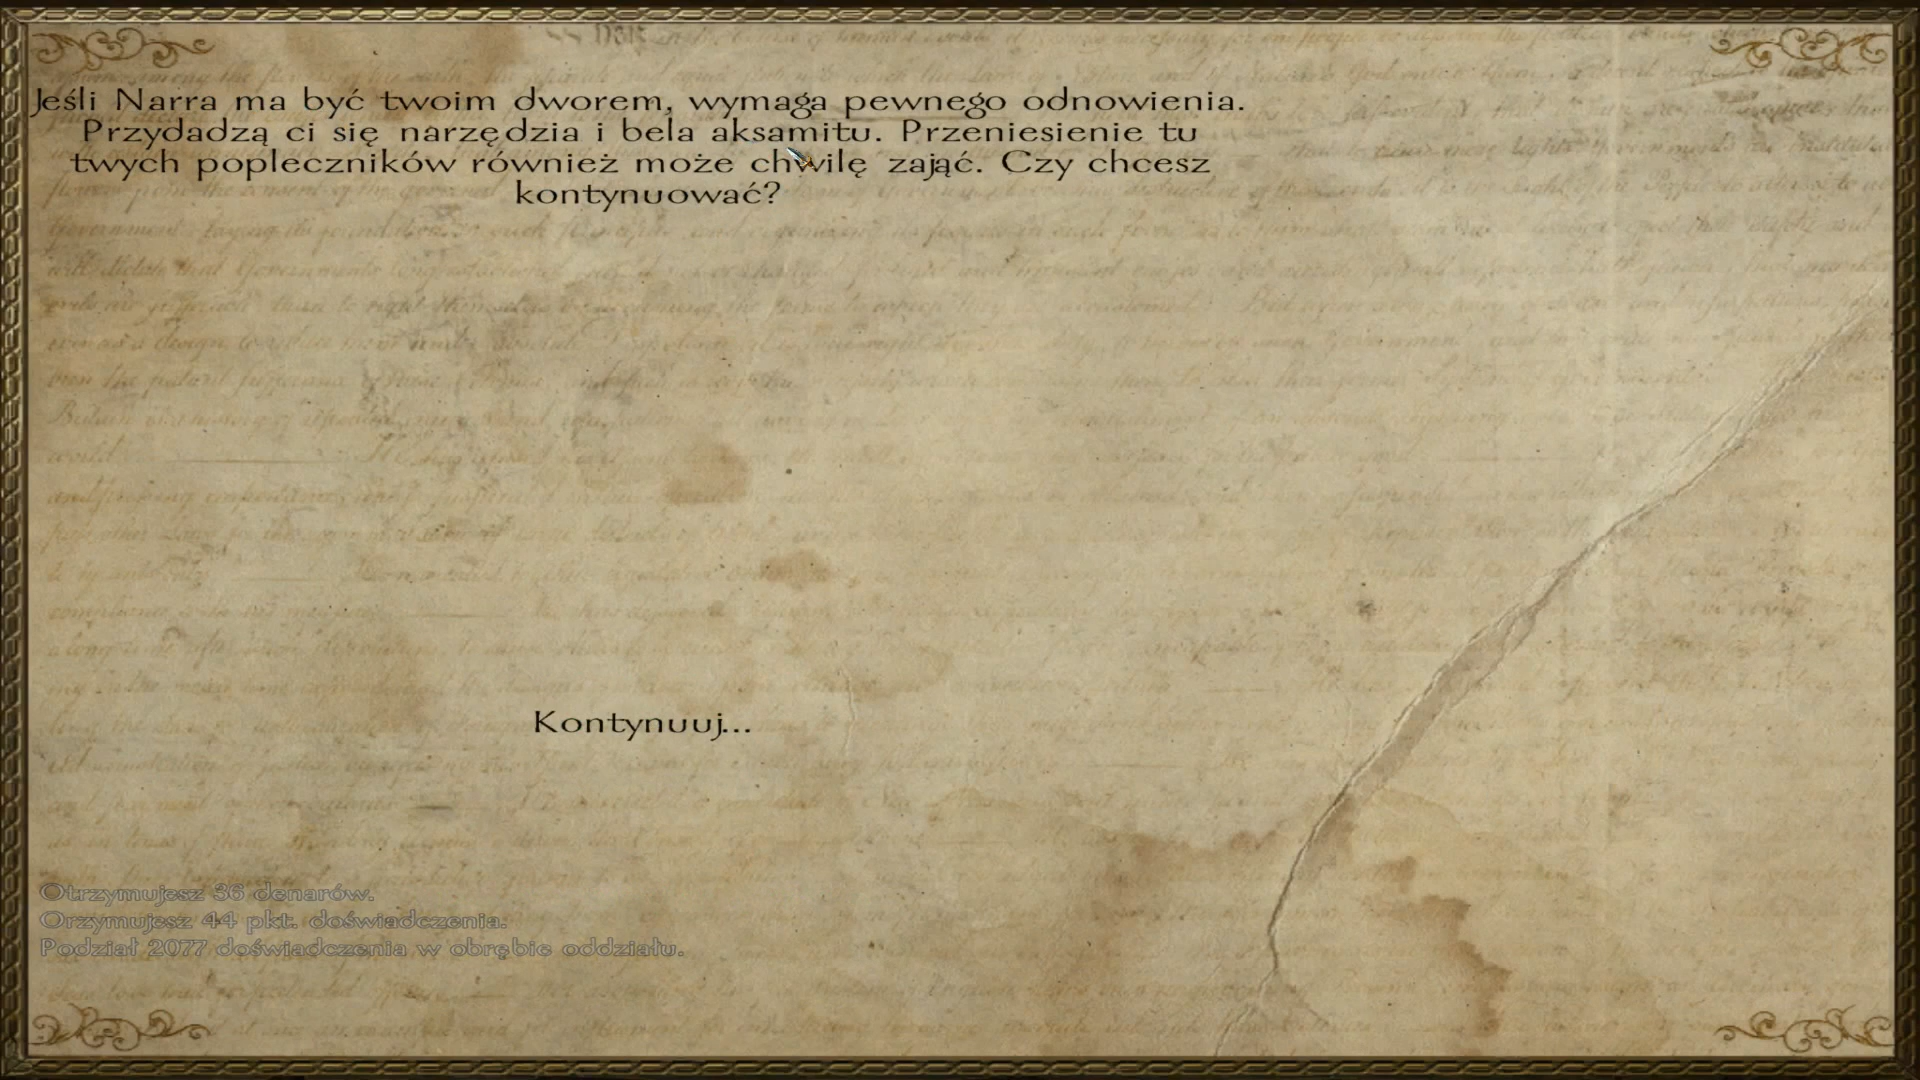 Jeśli Narra ma być twoim dworem, wymaga pewnego odnowienia.
Przydadzą ci się narzędzia i bela aksamitu. Przeniesienie tu
twych popleczników również może chwilę zająć. Czy chcesz
kontynuować?
Kontynuuj...
Otrzymujesz 36 denarów.
Orzymujesz 44 pkt. doświadczenia.
Podział 2077 doświadczenia w obrębie oddziału.